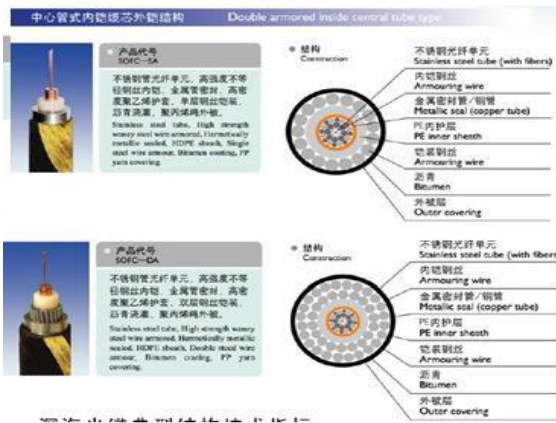 中心管式内铠缆芯外铠结构 Double armored inside central tube type
产品代号
SOFC—SA
不锈钢管光纤单元, 高强度不等
径钢丝内铠, 金属管密封, 高密
度聚乙烯护套, 单层钢丝铠装,
沥青浇灌, 聚丙烯绳外被。
Stainless steel tube, High strength
steel wire armored, Hermetically
metallic sealed, HDPE sheath, Single
steel wire armour, Bitumen coating, PP
yarn covering.
结构
Construction
不锈钢光纤单元
Stainless steel tube (with fibers)
内铠钢丝
Armouring wire
金属密封管/铜管
Metallic seal (copper tube)
PE内护层
PE inner sheath
铠装钢丝
Armouring wire
沥青
Bitumen
外被层
Outer covering
产品代号
SOFC—DA
不锈钢管光纤单元, 高强度不等
径钢丝内铠, 金属管密封, 高密
度聚乙烯护套, 双层钢丝铠装,
沥青浇灌, 聚丙烯绳外被。
Stainless steel tube, High strength
steel wire armored, Hermetically metallic
sealed, HDPE sheath, Double steel wire
armour, Bitumen coating, PP yarn
covering.
结构
Construction
不锈钢光纤单元
Stainless steel tube (with fibers
内铠钢丝
Armouring wire
金属密封管/铜管
Metallic seal (copper tube)
PE内护层
PE inner sheath
铠装钢丝
Armouring wire
沥青
Bitumen
外被层
Outer covering